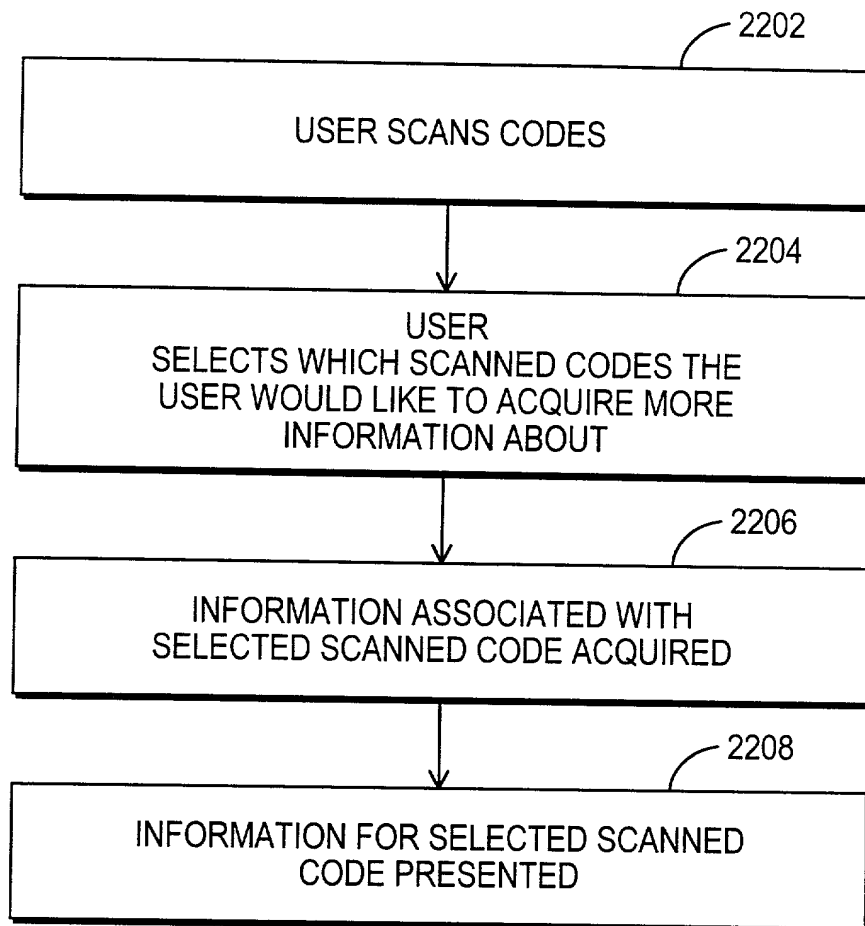 2202
USER SCANS CODES
2204
USER
SELECTS WHICH SCANNED CODES THE
USER WOULD LIKE TO ACQUIRE MORE
INFORMATION ABOUT
2206
INFORMATION ASSOCIATED WITH
SELECTED SCANNED CODE ACQUIRED
2208
INFORMATION FOR SELECTED SCANNED
CODE PRESENTED